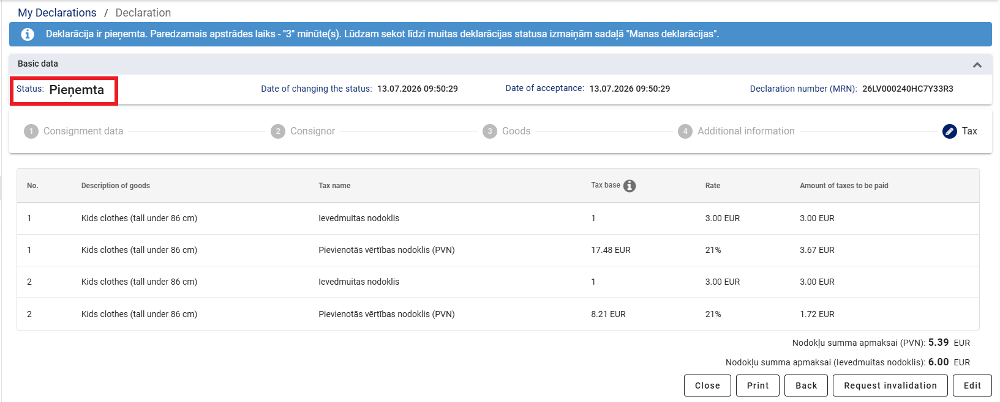 My Declarations / Declaration
Deklarācija ir pieņemta. Paredzamais apstrādes laiks - "3" minūte(s). Lūdzam sekot līdzi muitas deklarācijas statusa izmaiņām sadaļā "Manas deklarācijas".
Basic data
Status: Pieņemta Date of changing the status: 13.07.2026 09:50:29 Date of acceptance: 13.07.2026 09:50:29 Declaration number (MRN): 26LV000240HC7Y33R3
1 Consignment data 2 Consignor 3 Goods 4 Additional information Tax
No. Description of goods Tax name Tax base Rate Amount of taxes to be paid
1 Kids clothes (tall under 86 cm) Ievedmuitas nodoklis 1 3.00 EUR 3.00 EUR
1 Kids clothes (tall under 86 cm) Pievienotās vērtības nodoklis (PVN) 17.48 EUR 21% 3.67 EUR
2 Kids clothes (tall under 86 cm) Ievedmuitas nodoklis 1 3.00 EUR 3.00 EUR
2 Kids clothes (tall under 86 cm) Pievienotās vērtības nodoklis (PVN) 8.21 EUR 21% 1.72 EUR
Nodokļu summa apmaksai (PVN): 5.39 EUR
Nodokļu summa apmaksai (Ievedmuitas nodoklis): 6.00 EUR
Close Print Back Request invalidation Edit